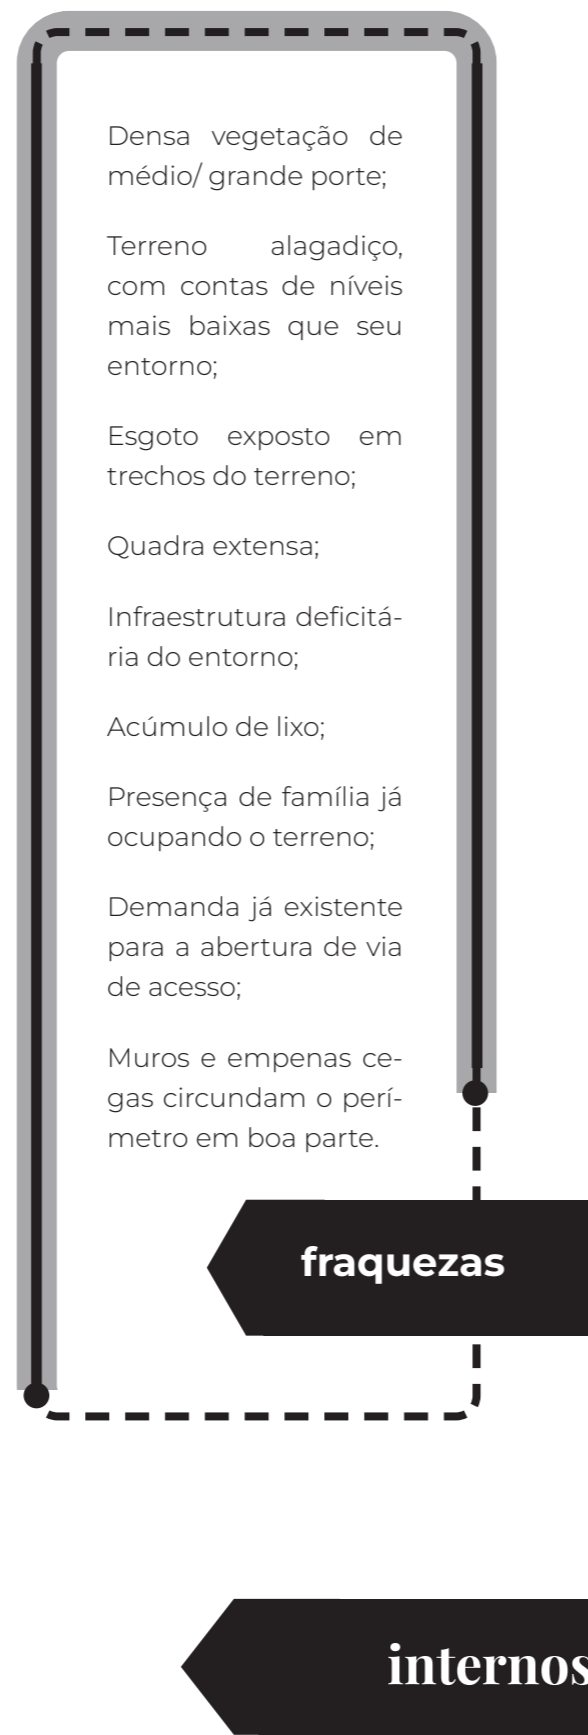 Densa vegetação de
médio/ grande porte;
Terreno alagadiço,
com contas de níveis
mais baixas que seu
entorno;
Esgoto exposto em
trechos do terreno;
Quadra extensa;
Infraestrutura deficitá-
ria do entorno;
Acúmulo de lixo;
Presença de família já
ocupando o terreno;
Demanda já existente
para a abertura de via
de acesso;
Muros e empenas ce-
gas circundam o perí-
metro em boa parte.
fraquezas
internos